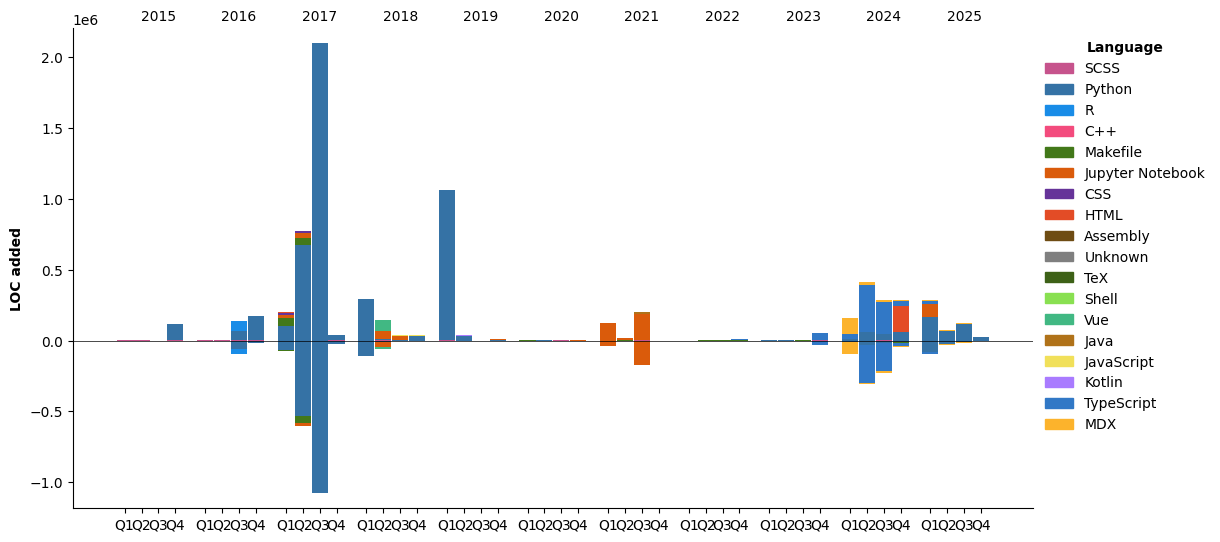 2015 2016 2017 2018 2019 2020 2021 2022 2023 2024 2025
1e6
2.0
1.5
1.0
0.5
0.0
−0.5
−1.0
LOC added
Q1Q2Q3Q4 Q1Q2Q3Q4 Q1Q2Q3Q4 Q1Q2Q3Q4 Q1Q2Q3Q4 Q1Q2Q3Q4 Q1Q2Q3Q4 Q1Q2Q3Q4 Q1Q2Q3Q4 Q1Q2Q3Q4 Q1Q2Q3Q4
Language
SCSS
Python
R
C++
Makefile
Jupyter Notebook
CSS
HTML
Assembly
Unknown
TeX
Shell
Vue
Java
JavaScript
Kotlin
TypeScript
MDX